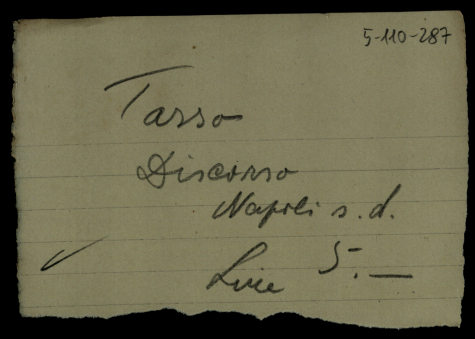 5-110-287
Tasso
Discorso
Napoli s.d.
Lire 5.—